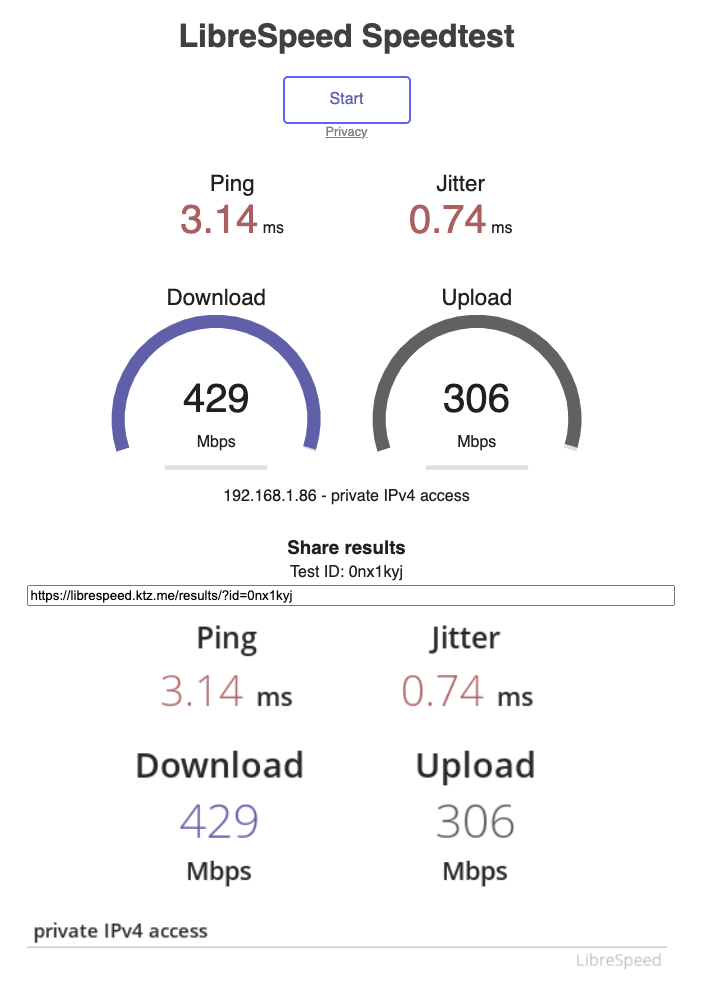 LibreSpeed Speedtest
Start
Privacy
Ping Jitter
3.14 ms 0.74 ms
Download Upload
429 306
Mbps Mbps
192.168.1.86 - private IPv4 access
Share results
Test ID: 0nx1kyj
https://librespeed.ktz.me/results/?id=0nx1kyj
Ping Jitter
3.14 ms 0.74 ms
Download Upload
429 306
Mbps Mbps
private IPv4 access
LibreSpeed